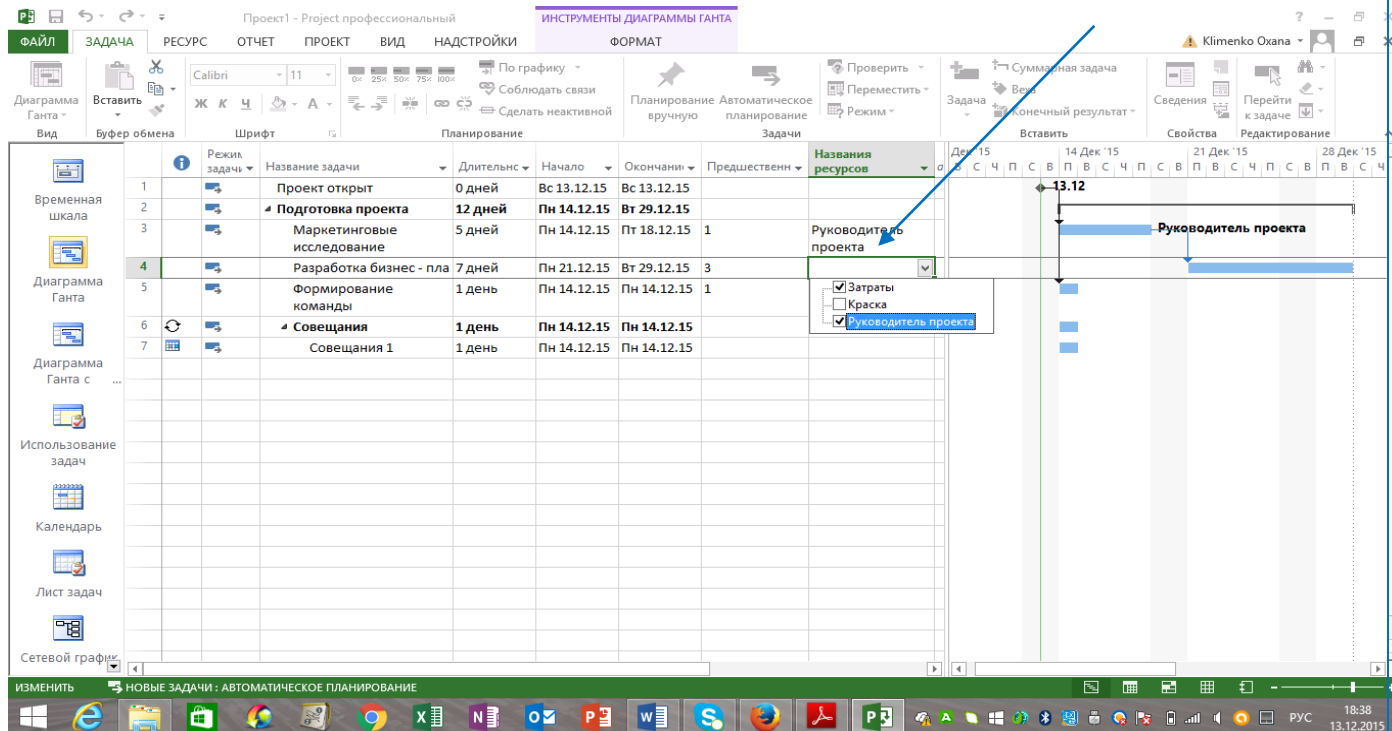 Проект1 - Project профессиональный
ИНСТРУМЕНТЫ ДИАГРАММЫ ГАНТА
?
ФАЙЛ ЗАДАЧА РЕСУРС ОТЧЕТ ПРОЕКТ ВИД НАДСТРОЙКИ ФОРМАТ
Klimenko Oxana
Диаграмма Ганта
Вставить
Calibri 11
Ж К Ч А
0× 25× 50× 75× 100×
По графику
Соблюдать связи
Сделать неактивной
Планирование вручную
Автоматическое планирование
Проверить
Переместить
Режим
Задача
Суммарная задача
Веха
Конечный результат
Сведения
Перейти к задаче
Вид Буфер обмена Шрифт Планирование Задачи Вставить Свойства Редактирование
Режим задачи Название задачи Длительнс Начало Окончани Предшественн Названия ресурсов
Дек '15 14 Дек '15 21 Дек '15 28 Дек '15
В С Ч П С В П В С Ч П С В П В С Ч П С В П В С Ч
1 Проект открыт 0 дней Вс 13.12.15 Вс 13.12.15
13.12
2 Подготовка проекта 12 дней Пн 14.12.15 Вт 29.12.15
3 Маркетинговые исследование 5 дней Пн 14.12.15 Пт 18.12.15 1 Руководитель проекта
Руководитель проекта
4 Разработка бизнес - пла 7 дней Пн 21.12.15 Вт 29.12.15 3
5 Формирование команды 1 день Пн 14.12.15 Пн 14.12.15 1
6 Совещания 1 день Пн 14.12.15 Пн 14.12.15
7 Совещания 1 1 день Пн 14.12.15 Пн 14.12.15
Затраты
Краска
Руководитель проекта
Временная шкала
Диаграмма Ганта
Диаграмма Ганта с ...
Использование задач
Календарь
Лист задач
Сетевой график
ИЗМЕНИТЬ НОВЫЕ ЗАДАЧИ : АВТОМАТИЧЕСКОЕ ПЛАНИРОВАНИЕ
РУС
18:38
13.12.2015